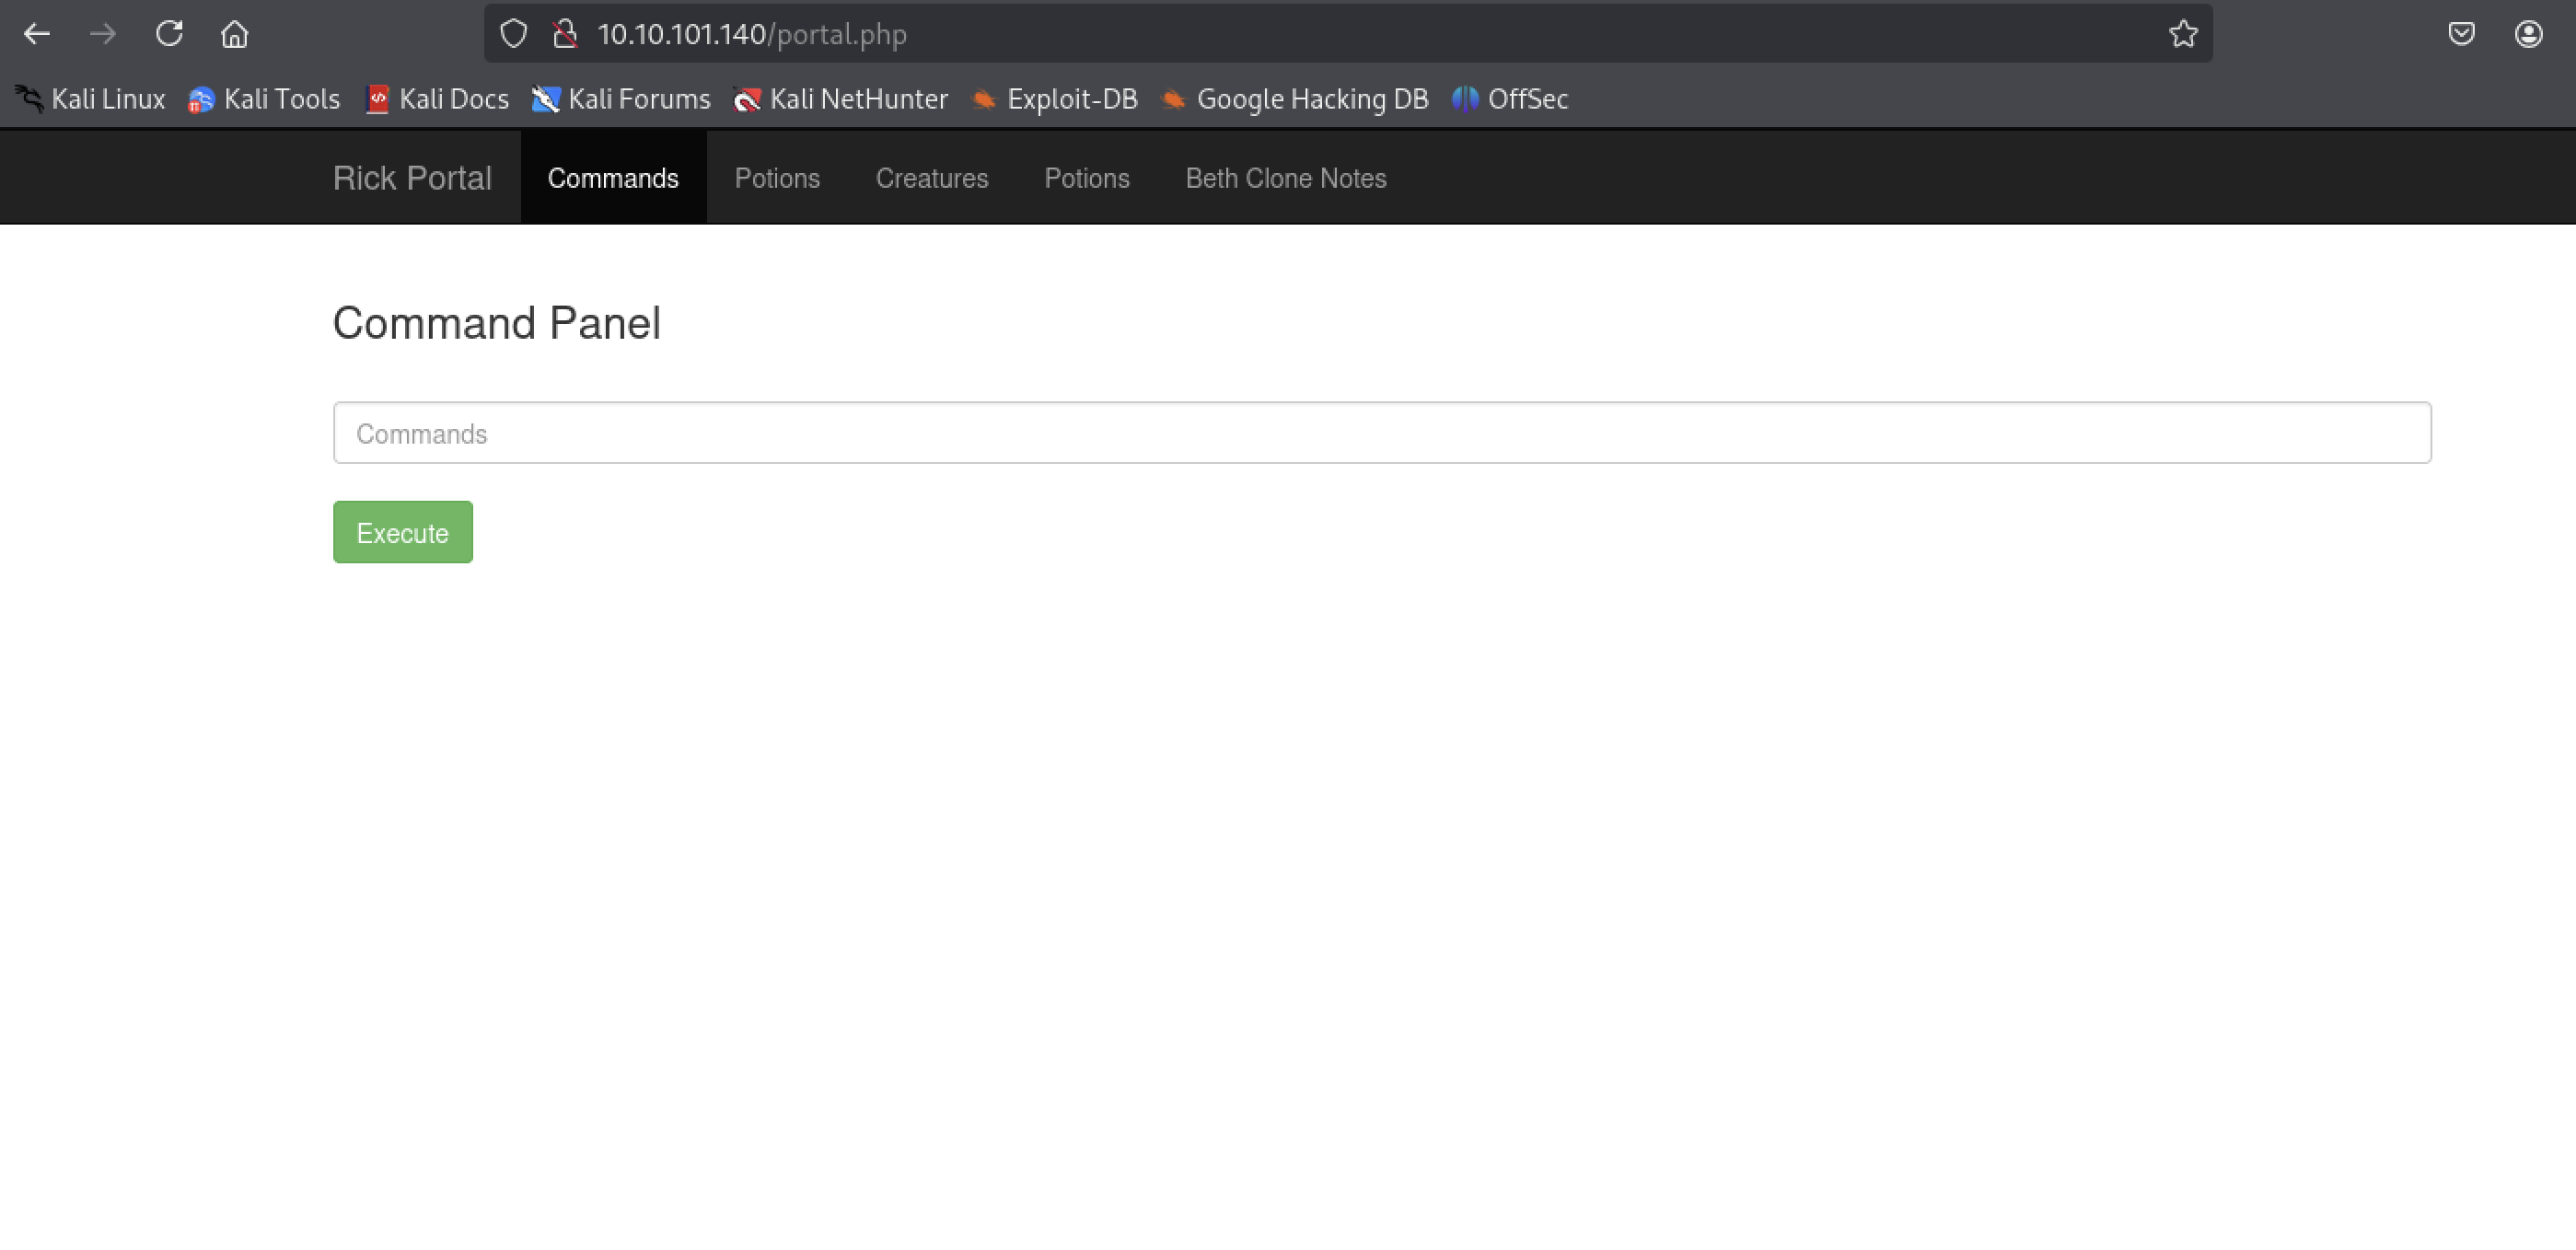 10.10.101.140/portal.php
Kali Linux Kali Tools Kali Docs Kali Forums Kali NetHunter Exploit-DB Google Hacking DB OffSec
Rick Portal Commands Potions Creatures Potions Beth Clone Notes
Command Panel
Commands
Execute